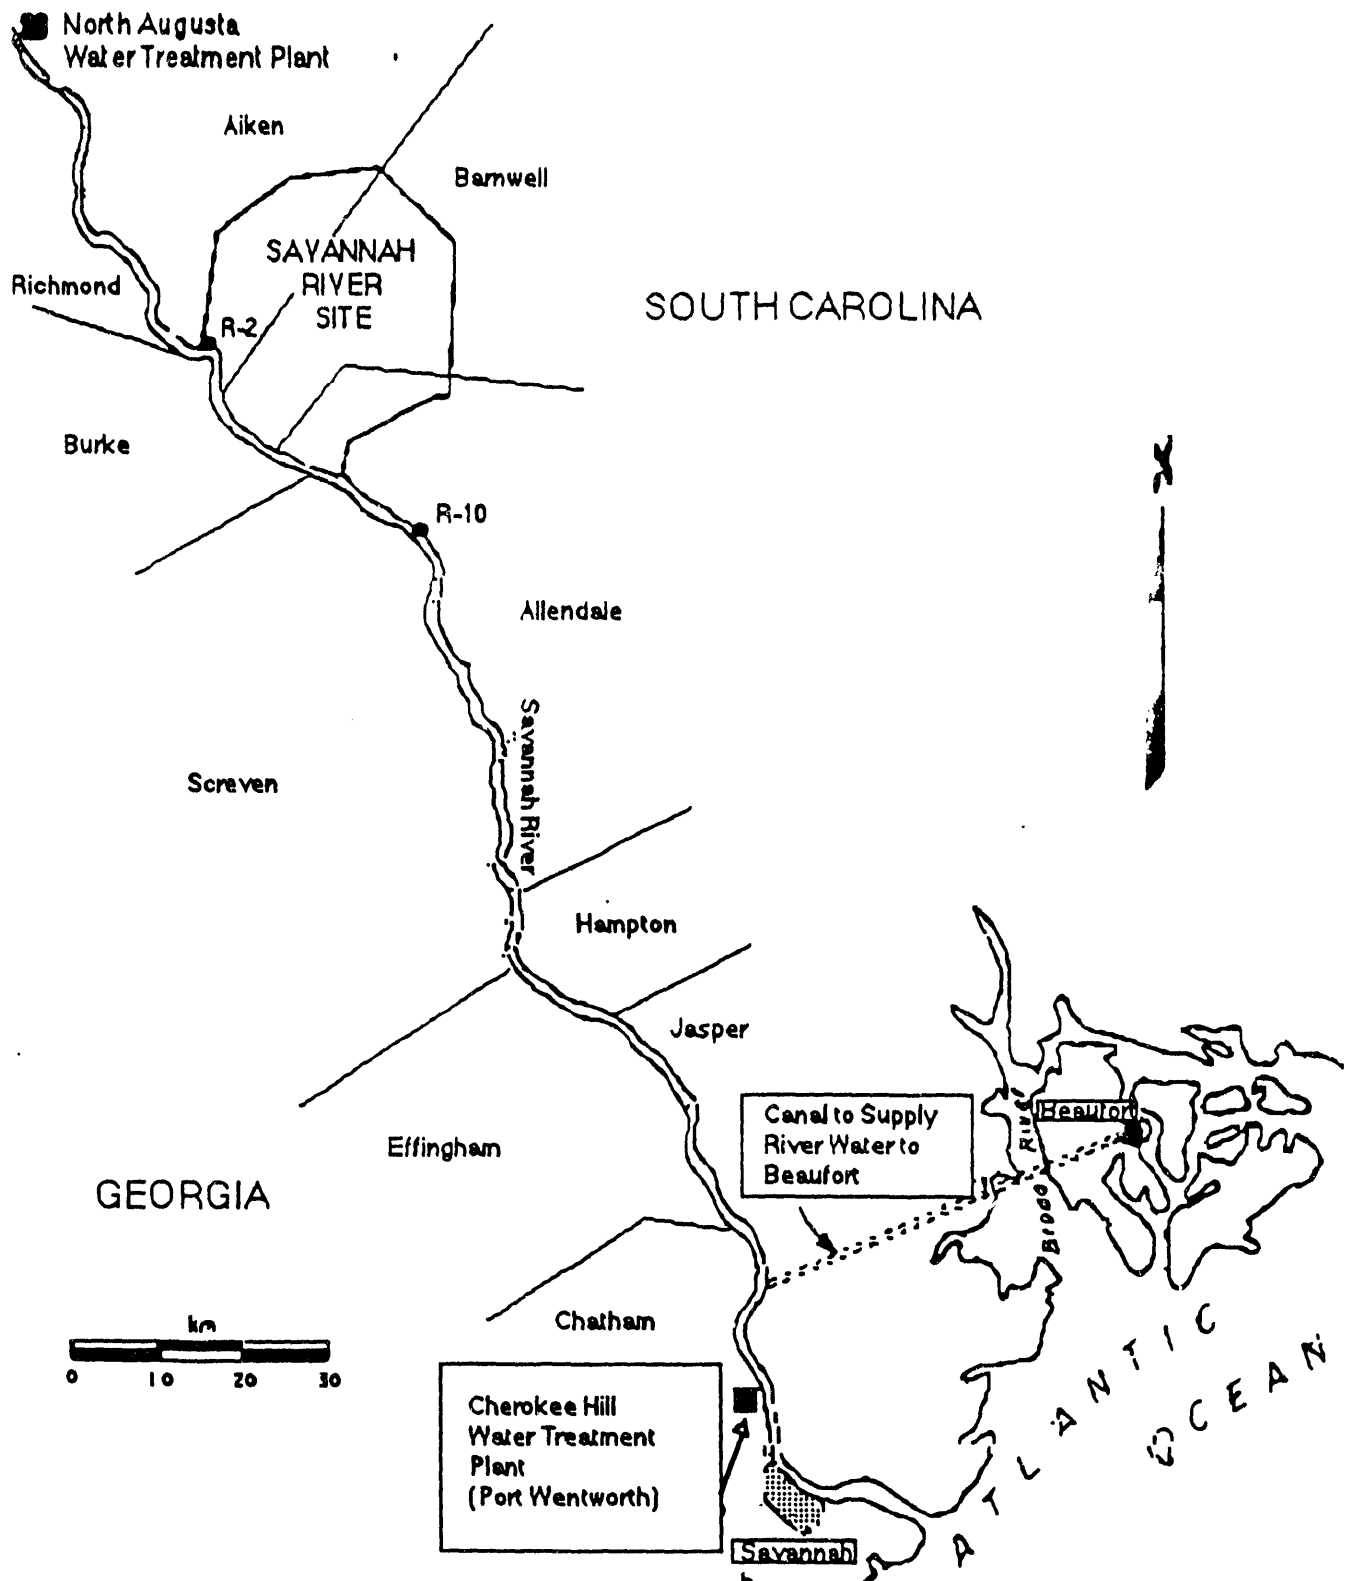 North Augusta
Water Treatment Plant
Aiken
Barnwell
SAVANNAH
RIVER
SITE
Richmond
SOUTH CAROLINA
R-2
Burke
R-10
Allendale
Savannah River
Screven
Hampton
Jasper
Canal to Supply
River Water to
Beaufort
Beaufort
BROAD RIVER
Effingham
GEORGIA
Chatham
km
0 10 20 30
Cherokee Hill
Water Treatment
Plant
(Port Wentworth)
Savannah
ATLANTIC
OCEAN